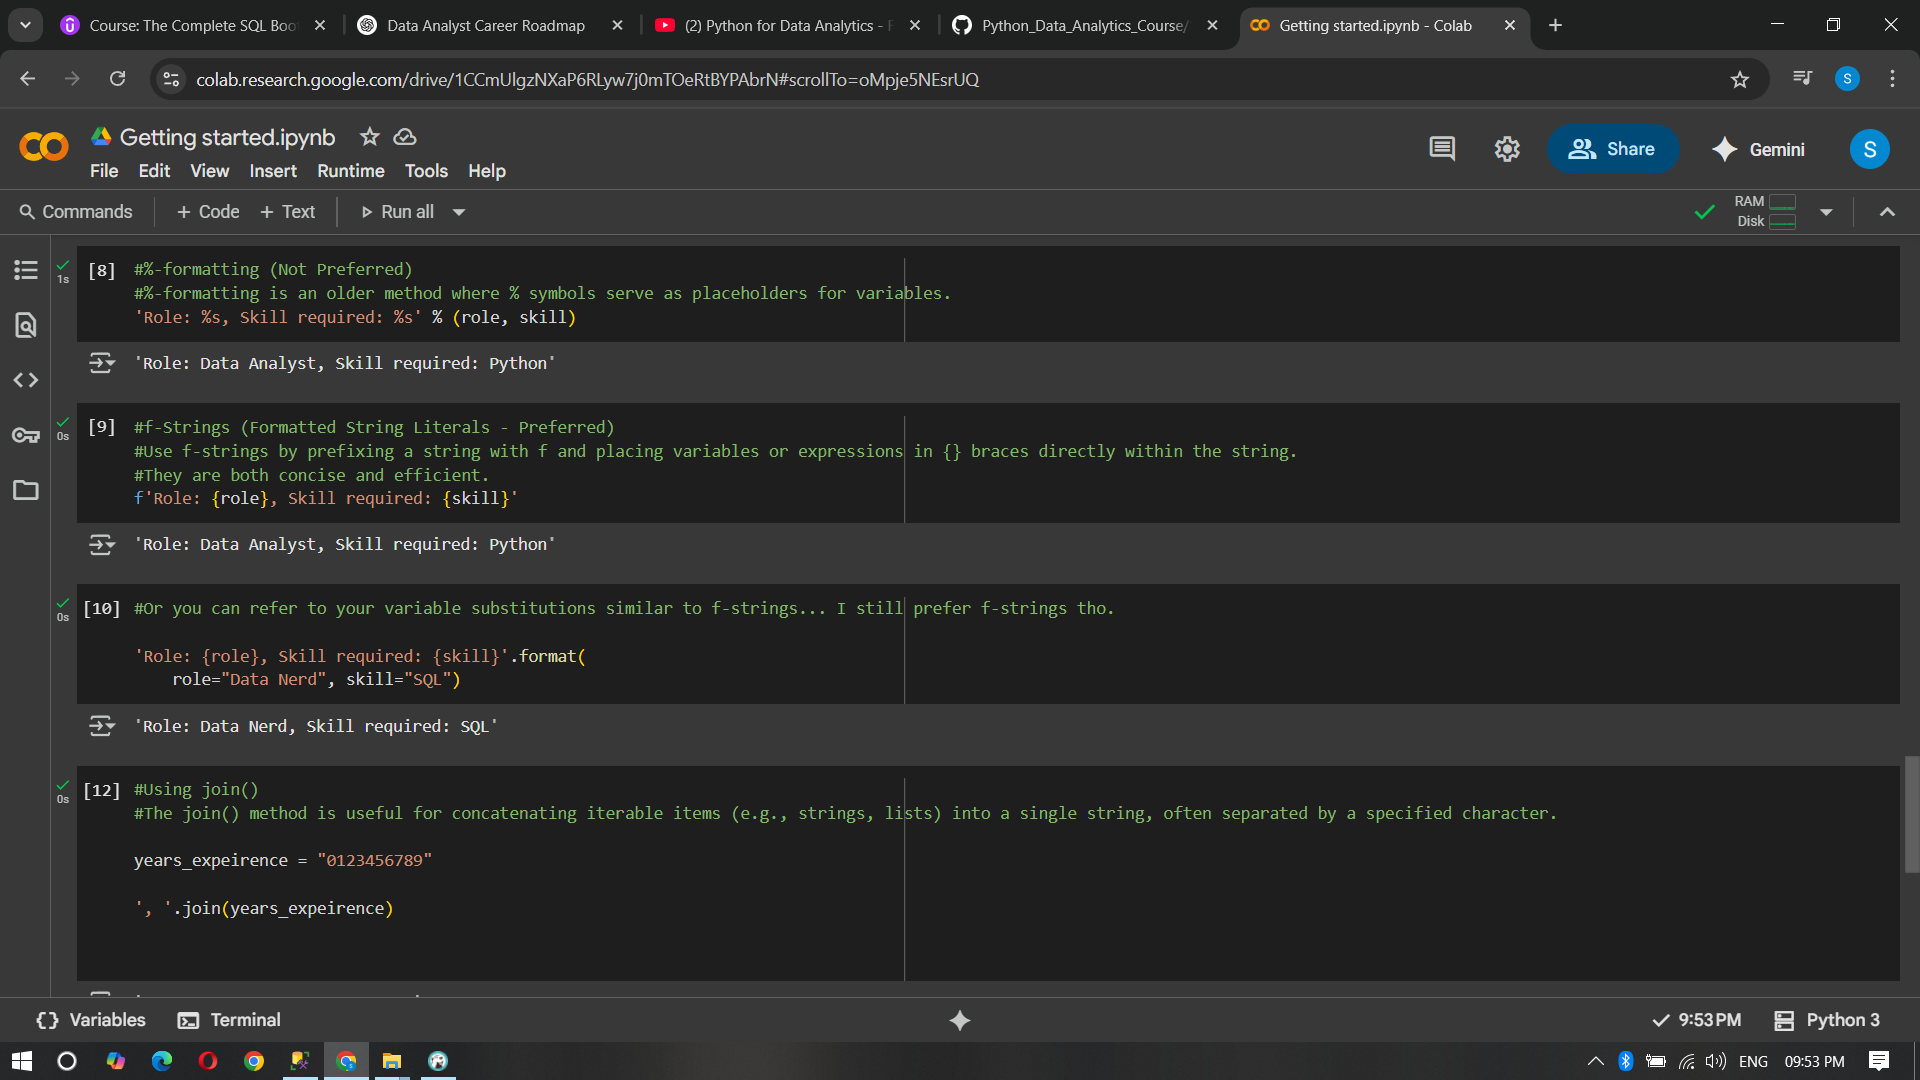 Course: The Complete SQL Boo
Data Analyst Career Roadmap
(2) Python for Data Analytics - F
Python_Data_Analytics_Course/
Getting started.ipynb - Colab
colab.research.google.com/drive/1CCmUlgzNXaP6RLyw7j0mTOeRtBYPAbrN#scrollTo=oMpje5NEsrUQ
S
Getting started.ipynb
File Edit View Insert Runtime Tools Help
Share
Gemini
S
Commands
+ Code
+ Text
Run all
RAM
Disk
1s
[8]
#%-formatting (Not Preferred)
#%-formatting is an older method where % symbols serve as placeholders for variables.
'Role: %s, Skill required: %s' % (role, skill)
'Role: Data Analyst, Skill required: Python'
0s
[9]
#f-Strings (Formatted String Literals - Preferred)
#Use f-strings by prefixing a string with f and placing variables or expressions in {} braces directly within the string.
#They are both concise and efficient.
f'Role: {role}, Skill required: {skill}'
'Role: Data Analyst, Skill required: Python'
0s
[10]
#Or you can refer to your variable substitutions similar to f-strings... I still prefer f-strings tho.
'Role: {role}, Skill required: {skill}'.format(
role="Data Nerd", skill="SQL")
'Role: Data Nerd, Skill required: SQL'
0s
[12]
#Using join()
#The join() method is useful for concatenating iterable items (e.g., strings, lists) into a single string, often separated by a specified character.
years_expeirence = "0123456789"
', '.join(years_expeirence)
Variables
Terminal
9:53 PM
Python 3
ENG
09:53 PM